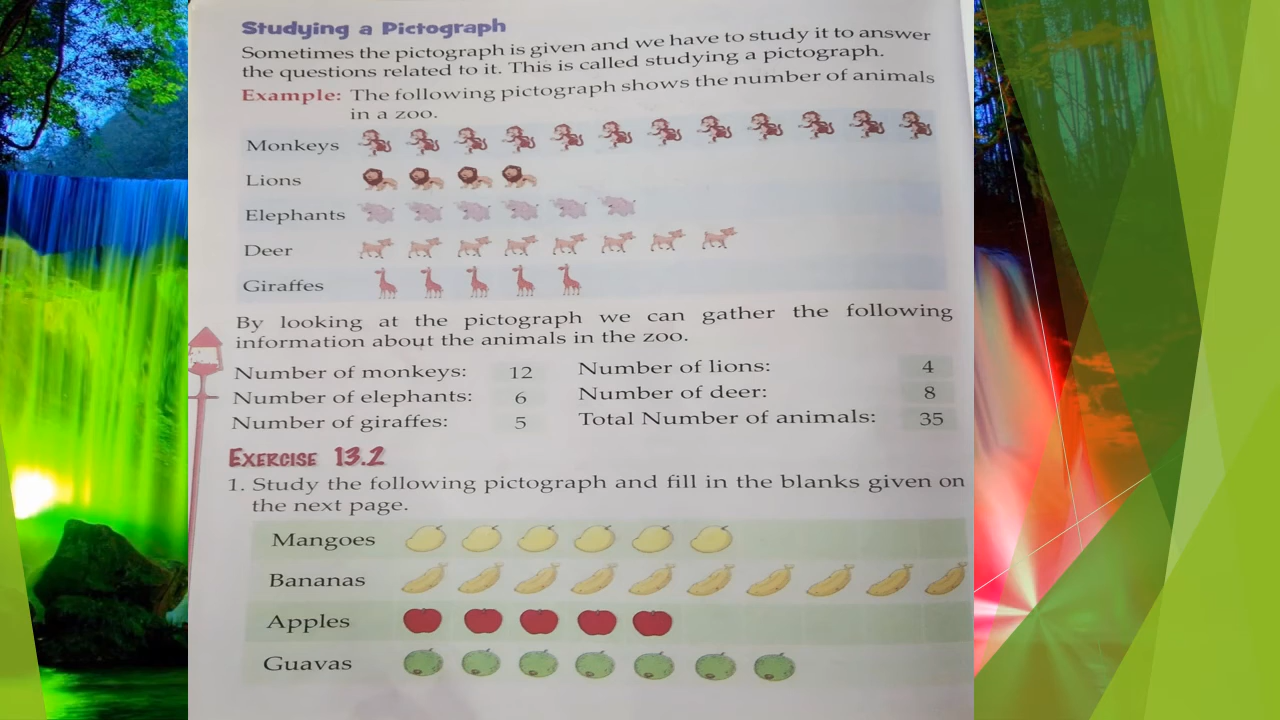 Studying a Pictograph
Sometimes the pictograph is given and we have to study it to answer
the questions related to it. This is called studying a pictograph.
Example: The following pictograph shows the number of animals
in a zoo.
Monkeys
Lions
Elephants
Deer
Giraffes
By looking at the pictograph we can gather the following
information about the animals in the zoo.
Number of monkeys: 12 Number of lions: 4
Number of elephants: 6 Number of deer: 8
Number of giraffes: 5 Total Number of animals: 35
EXERCISE 13.2
1. Study the following pictograph and fill in the blanks given on
the next page.
Mangoes
Bananas
Apples
Guavas